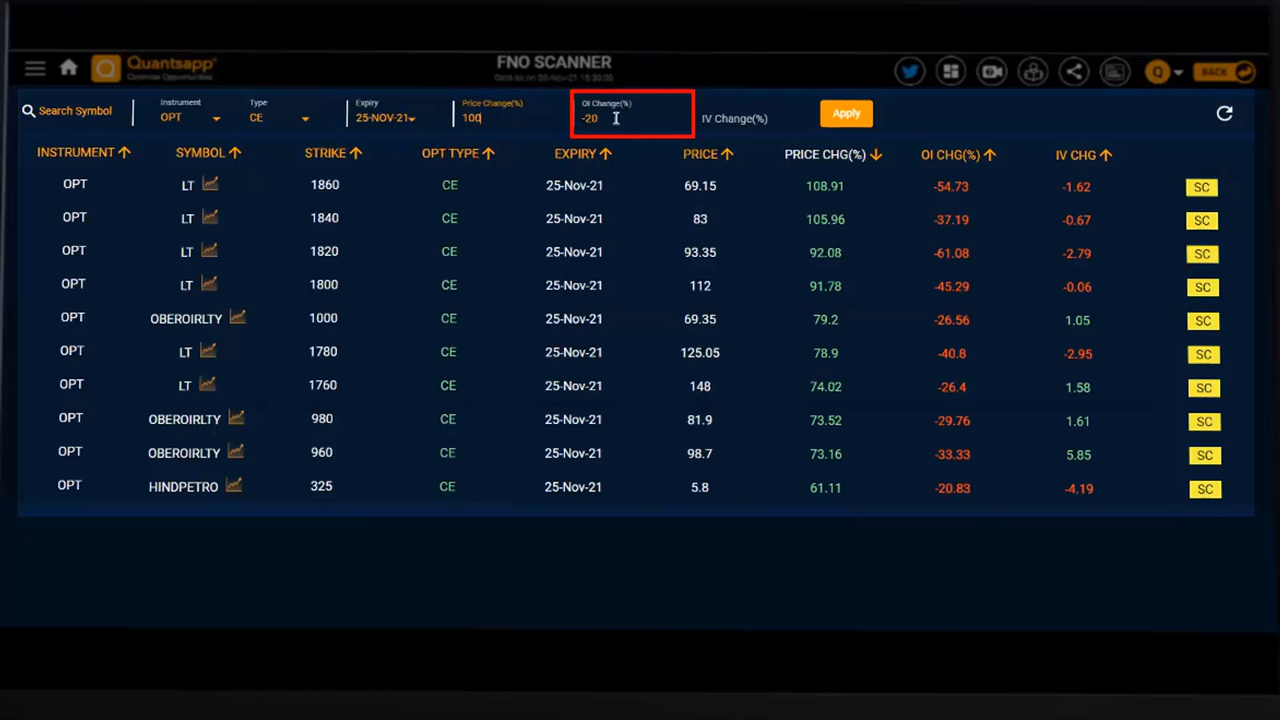 Quantsapp
FNO SCANNER
BACK
Search Symbol
Instrument
OPT
Type
CE
Expiry
25-NOV-21
Price Change(%)
100
OI Change(%)
-20
IV Change(%)
Apply
INSTRUMENT SYMBOL STRIKE OPT TYPE EXPIRY PRICE PRICE CHG(%) OI CHG(%) IV CHG
OPT LT 1860 CE 25-Nov-21 69.15 108.91 -54.73 -1.62 SC
OPT LT 1840 CE 25-Nov-21 83 105.96 -37.19 -0.67 SC
OPT LT 1820 CE 25-Nov-21 93.35 92.08 -61.08 -2.79 SC
OPT LT 1800 CE 25-Nov-21 112 91.78 -45.29 -0.06 SC
OPT OBEROIRLTY 1000 CE 25-Nov-21 69.35 79.2 -26.56 1.05 SC
OPT LT 1780 CE 25-Nov-21 125.05 78.9 -40.8 -2.95 SC
OPT LT 1760 CE 25-Nov-21 148 74.02 -26.4 1.58 SC
OPT OBEROIRLTY 980 CE 25-Nov-21 81.9 73.52 -29.76 1.61 SC
OPT OBEROIRLTY 960 CE 25-Nov-21 98.7 73.16 -33.33 5.85 SC
OPT HINDPETRO 325 CE 25-Nov-21 5.8 61.11 -20.83 -4.19 SC